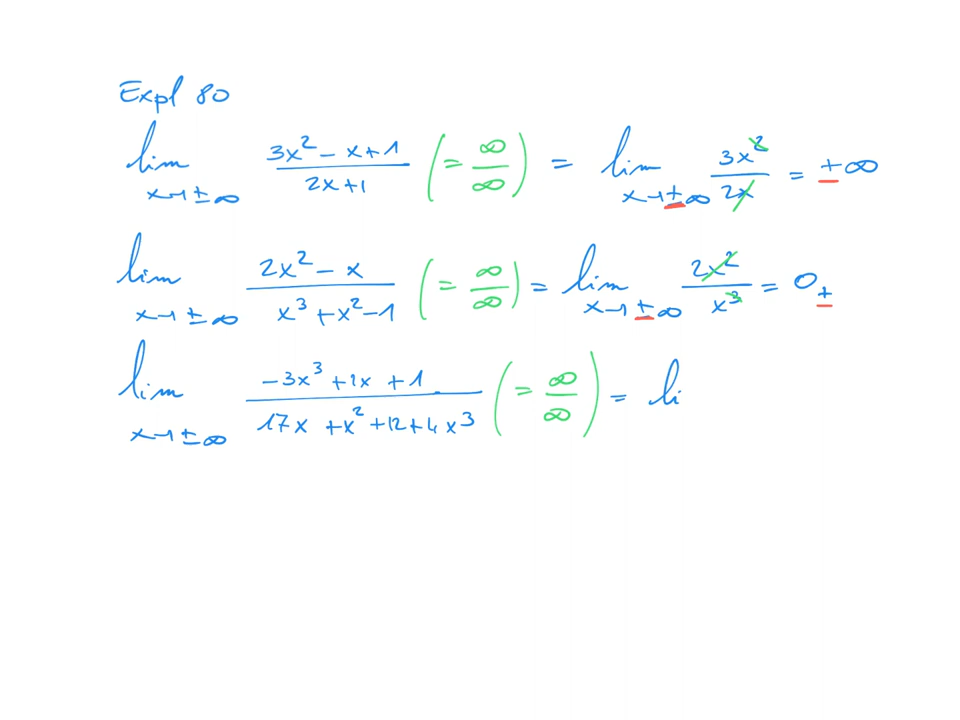 Expl 80
lim x→±∞ (3x² − x + 1)/(2x + 1) (= ∞/∞) = lim x→±∞ 3x²/2x = ±∞
lim x→±∞ (2x² − x)/(x³ + x² − 1) (= ∞/∞) = lim x→±∞ 2x²/x³ = 0±
lim x→±∞ (−3x³ + 2x + 1)/(17x + x² + 12 + 4x³) (= ∞/∞) = li